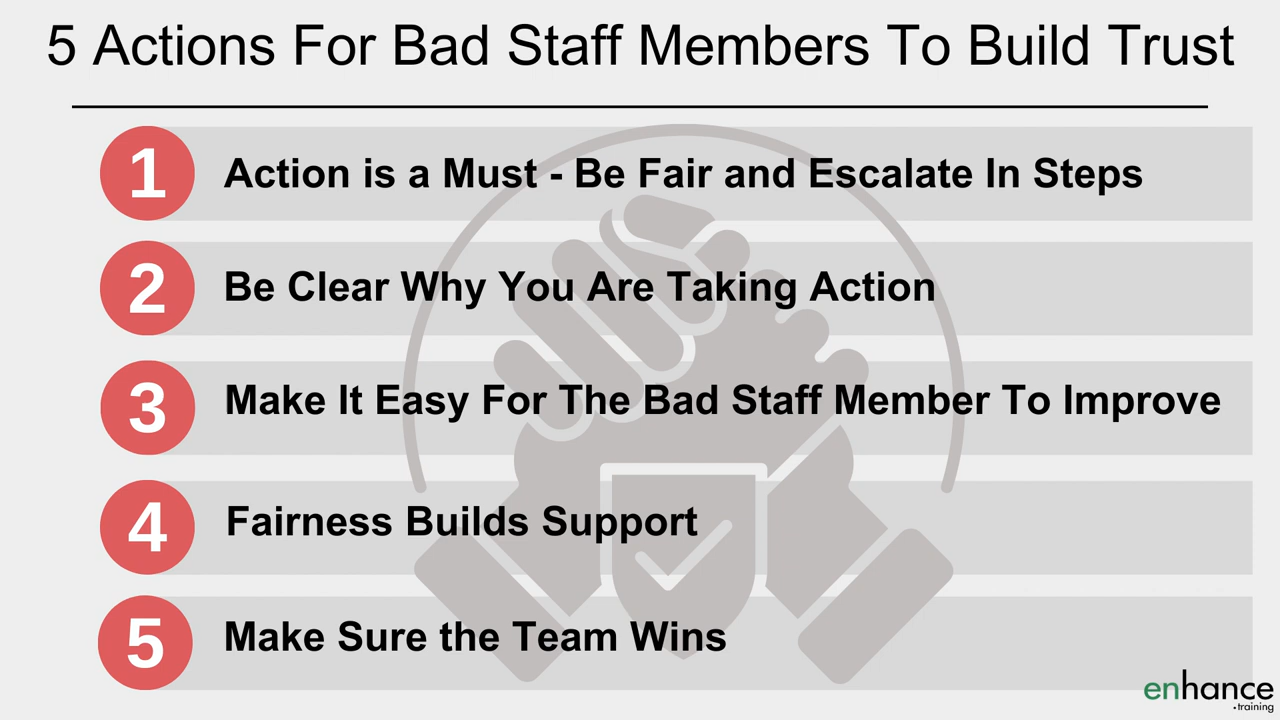 5 Actions For Bad Staff Members To Build Trust
1 Action is a Must - Be Fair and Escalate In Steps
2 Be Clear Why You Are Taking Action
3 Make It Easy For The Bad Staff Member To Improve
4 Fairness Builds Support
5 Make Sure the Team Wins
enhance
.training